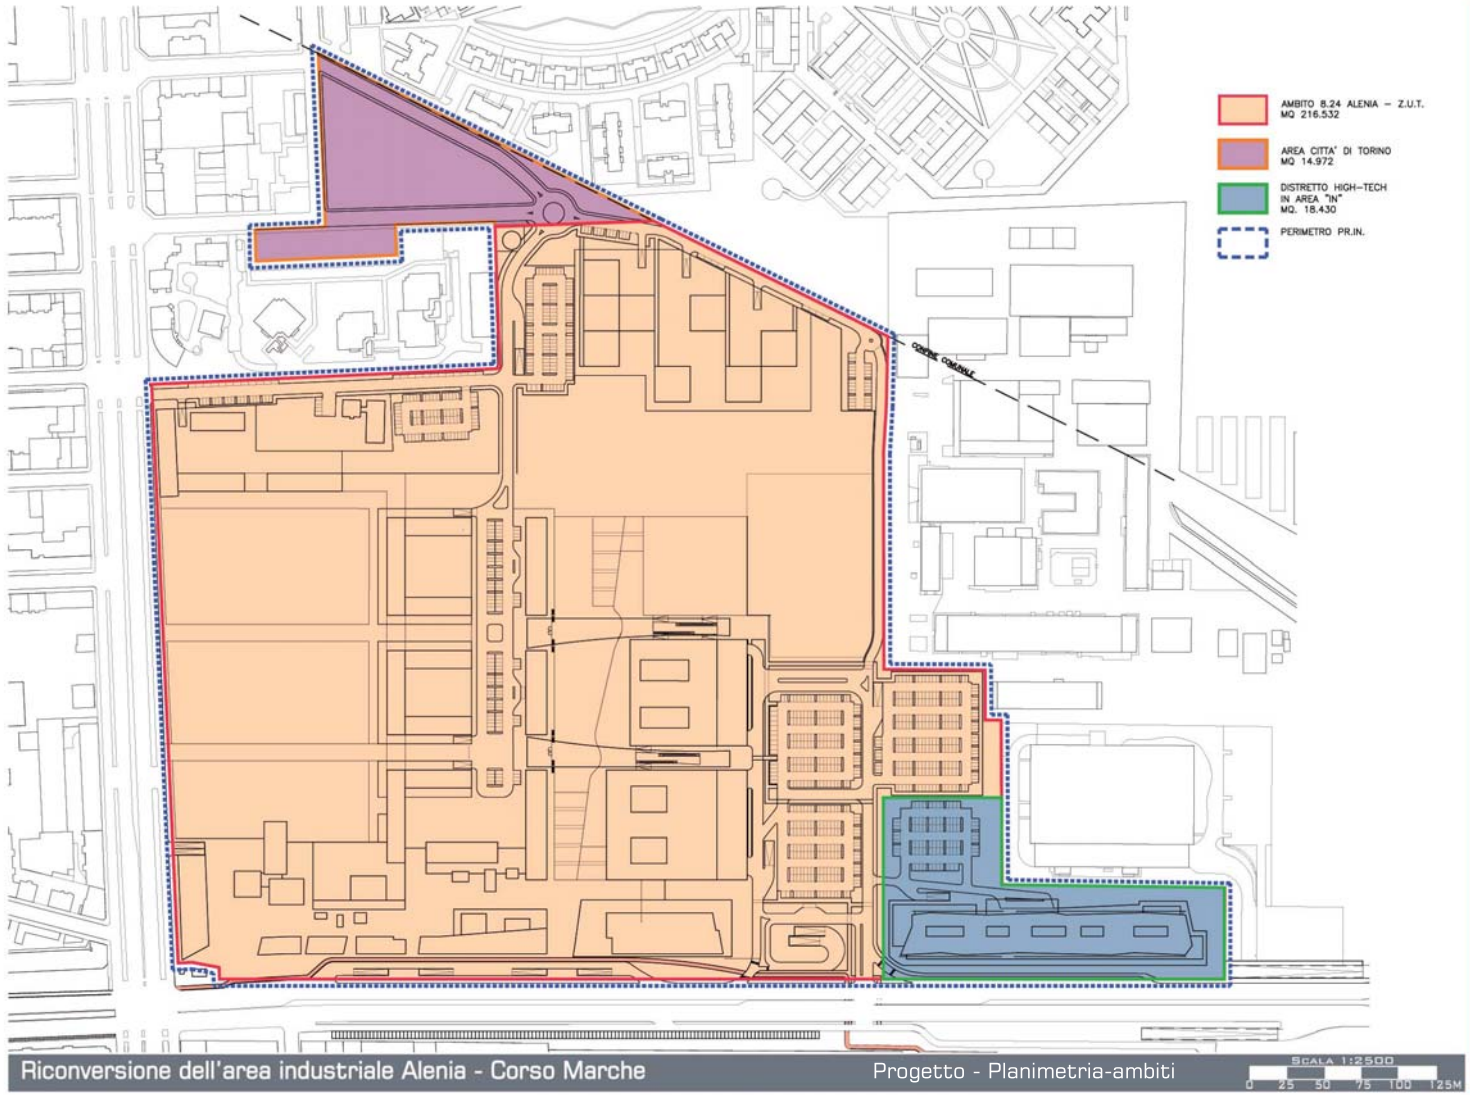 AMBITO 8.24 ALENIA – Z.U.T.
MQ 216.532
AREA CITTA' DI TORINO
MQ 14.972
DISTRETTO HIGH-TECH
IN AREA "IN"
MQ. 18.430
PERIMETRO PR.IN.
CONFINE COMUNALE
Riconversione dell'area industriale Alenia - Corso Marche
Progetto - Planimetria-ambiti
SCALA 1:2500
0 25 50 75 100 125M